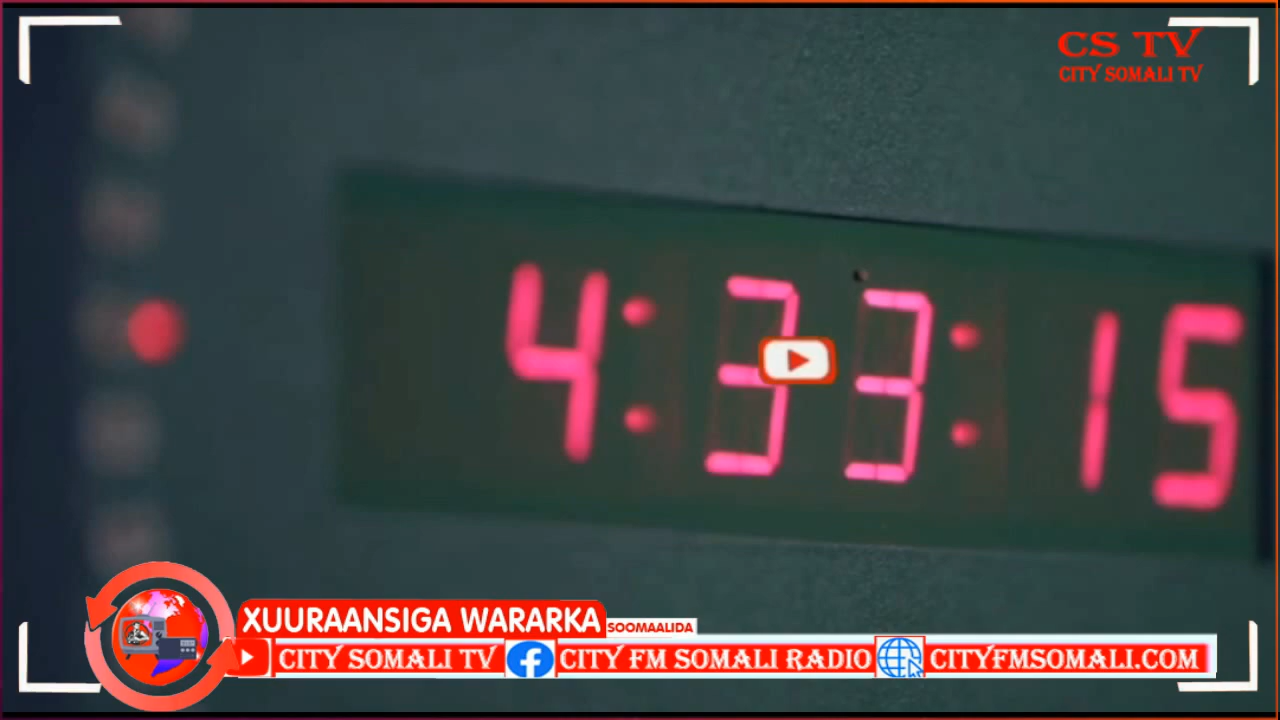 CS TV
CITY SOMALI TV
4:33:15
XUURAANSIGA WARARKA
SOOMAALIDA
CITY SOMALI TV CITY FM SOMALI RADIO CITYFMSOMALI.COM